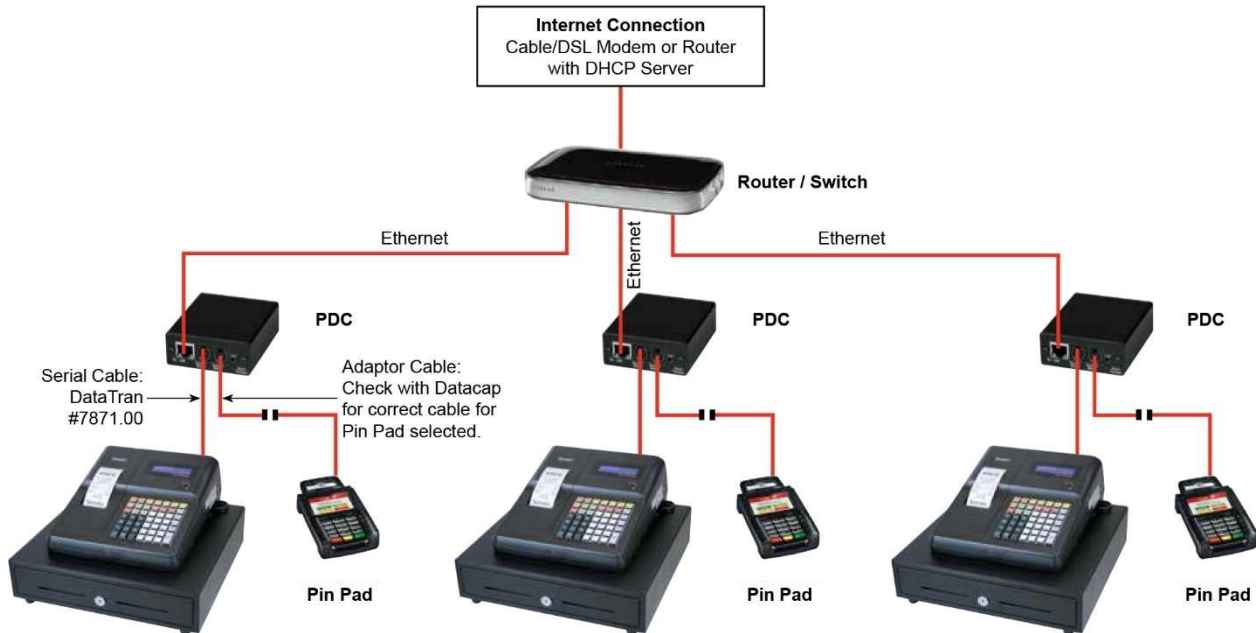 Internet Connection
Cable/DSL Modem or Router
with DHCP Server
Router / Switch
Ethernet
Ethernet
Ethernet
PDC
PDC
PDC
Serial Cable:
DataTran
#7871.00
Adaptor Cable:
Check with Datacap
for correct cable for
Pin Pad selected.
Pin Pad
Pin Pad
Pin Pad